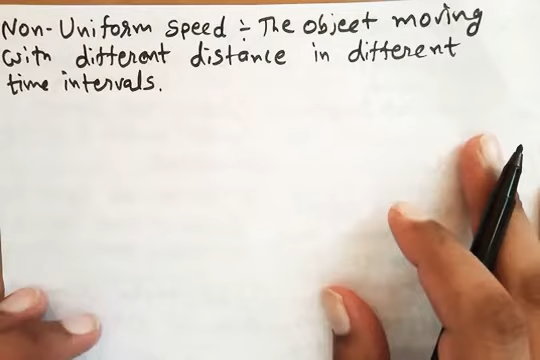 Non-Uniform speed ÷ The object moving
with different distance in different
time intervals.